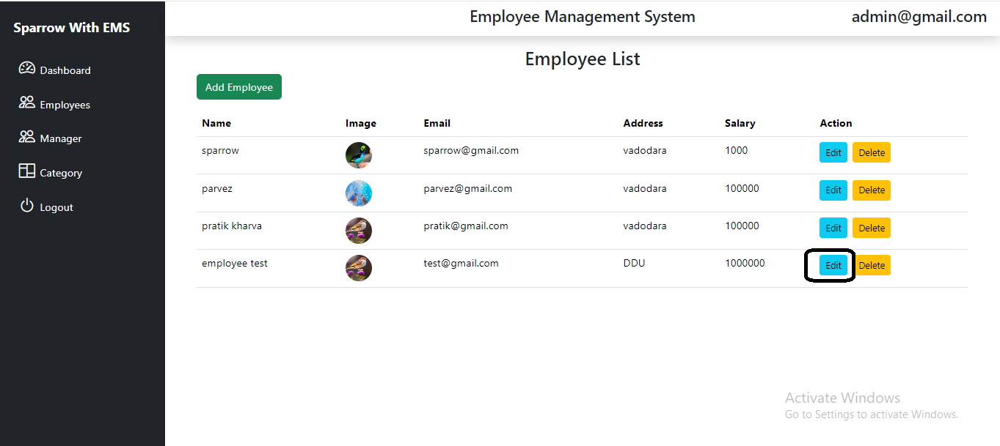 Sparrow With EMS
Dashboard
Employees
Manager
Category
Logout
Employee Management System
admin@gmail.com
Employee List
Add Employee
Name Image Email Address Salary Action
sparrow sparrow@gmail.com vadodara 1000 Edit Delete
parvez parvez@gmail.com vadodara 100000 Edit Delete
pratik kharva pratik@gmail.com vadodara 100000 Edit Delete
employee test test@gmail.com DDU 1000000 Edit Delete
Activate Windows
Go to Settings to activate Windows.